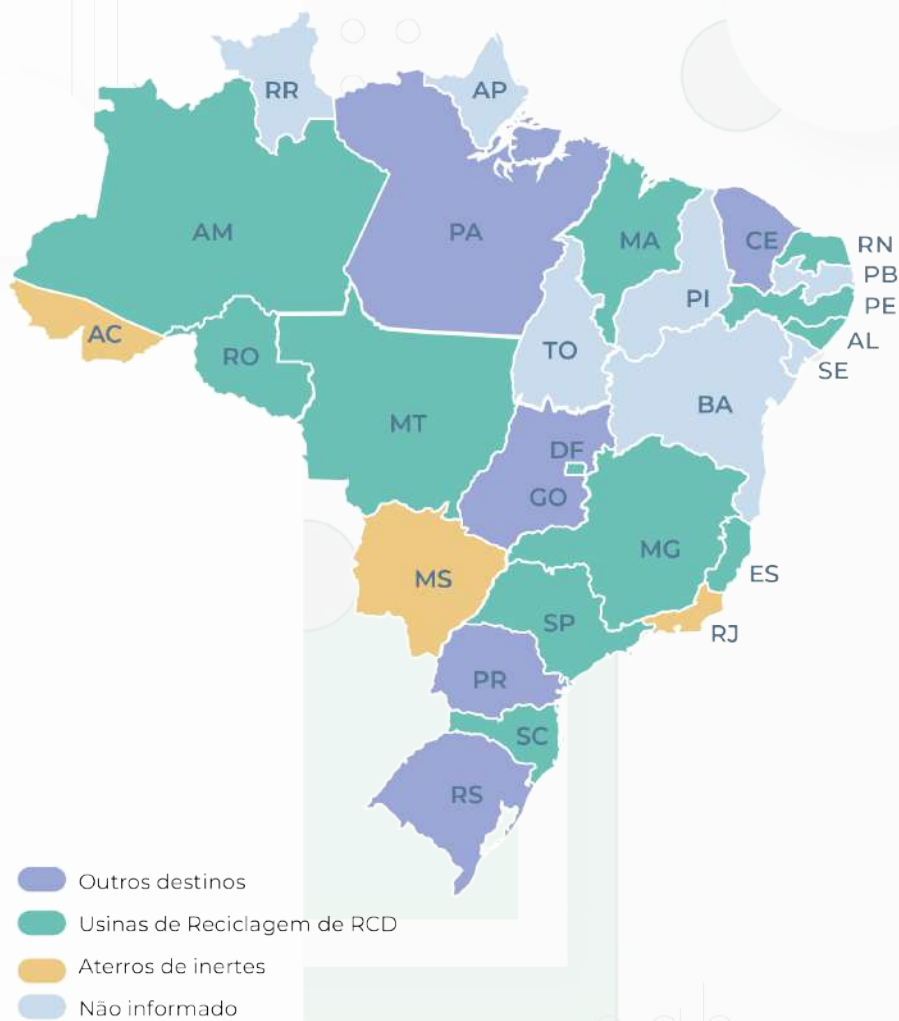 RR
AP
AM
PA
MA
CE
RN
PB
PI
PE
AC
AL
RO
TO
SE
MT
BA
DF
GO
MG
MS
ES
SP
RJ
PR
SC
RS
Outros destinos
Usinas de Reciclagem de RCD
Aterros de inertes
Não informado